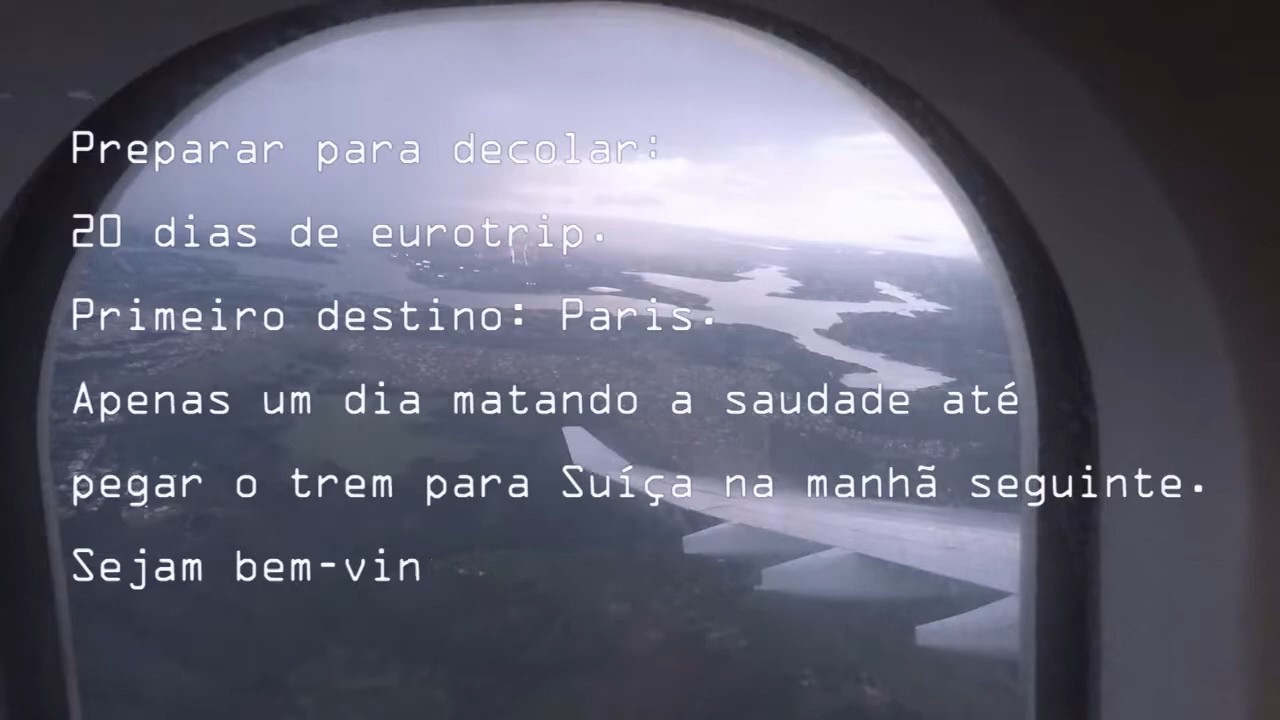 Preparar para decolar:
20 dias de eurotrip.
Primeiro destino: Paris.
Apenas um dia matando a saudade até
pegar o trem para Suíça na manhã seguinte.
Sejam bem-vin